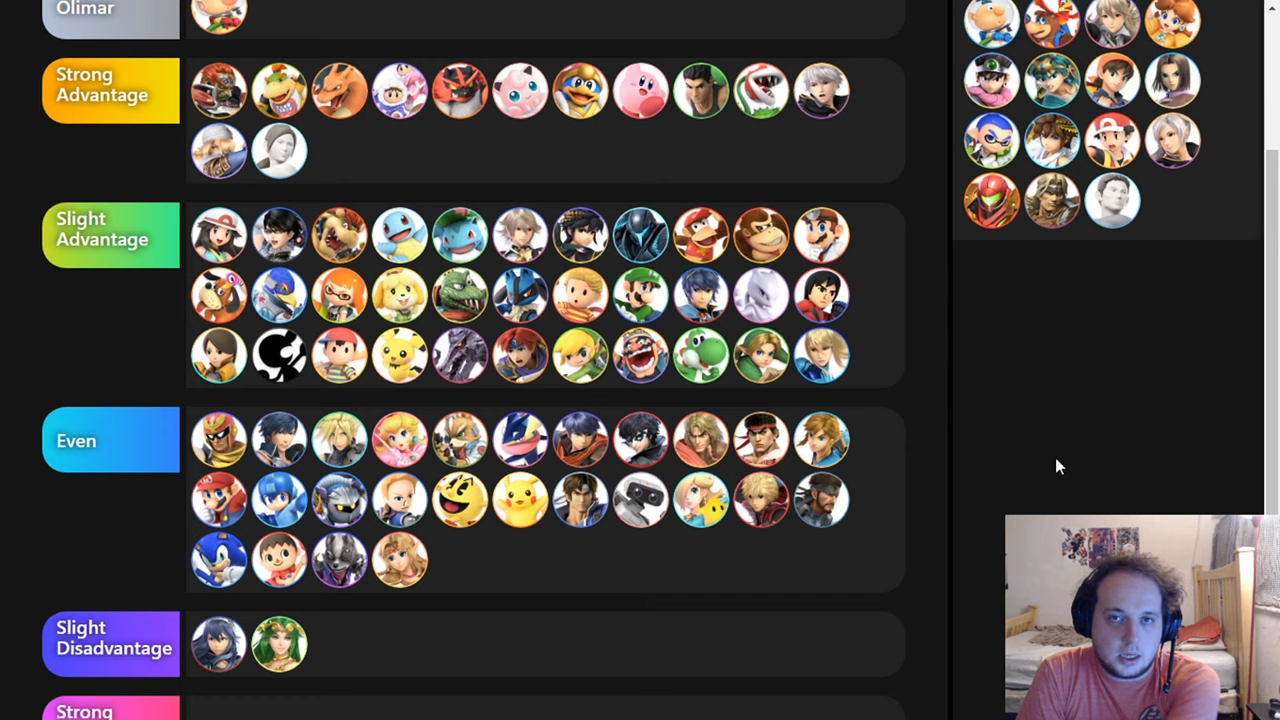 Olimar
Strong
Advantage
Slight
Advantage
Even
Slight
Disadvantage
Strong